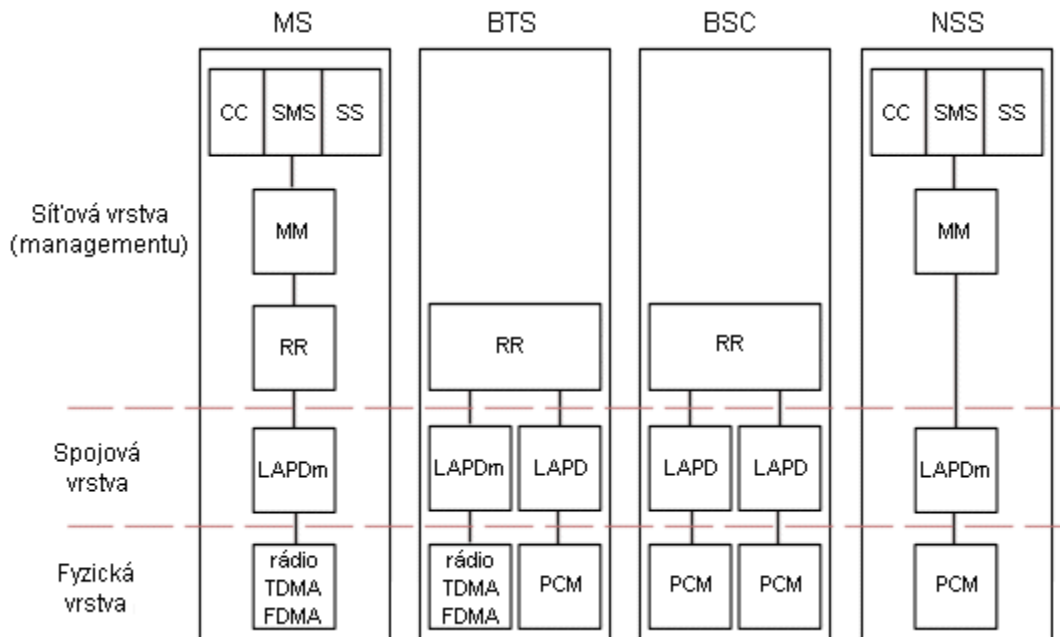 MS
BTS
BSC
NSS
CC SMS SS
CC SMS SS
Síťová vrstva
(managementu)
MM
MM
RR
RR
RR
Spojová
vrstva
LAPDm
LAPDm
LAPD
LAPD
LAPD
LAPDm
Fyzická
vrstva
rádio
TDMA
FDMA
rádio
TDMA
FDMA
PCM
PCM
PCM
PCM